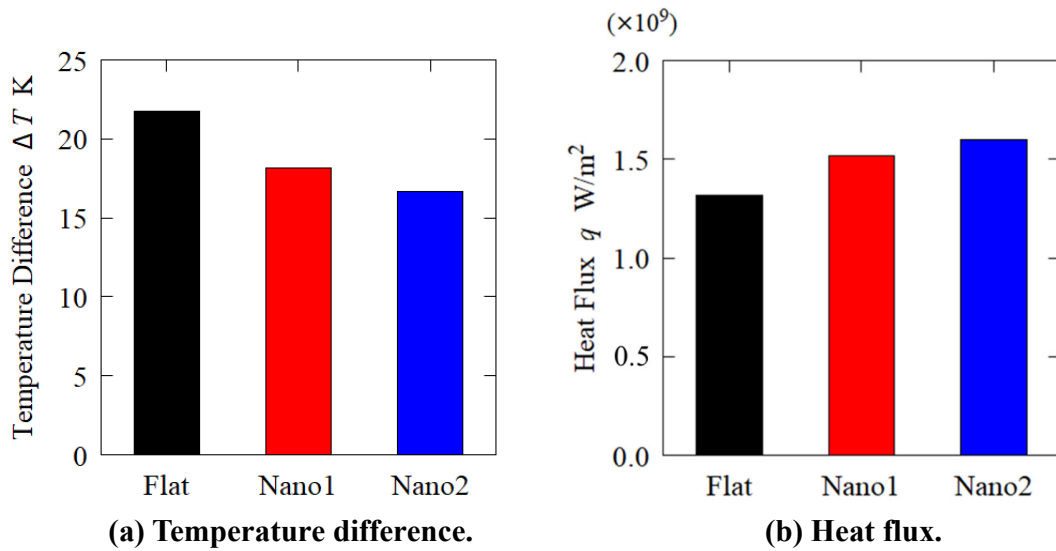 25
20
15
10
5
0
Temperature Difference Δ T K
Flat Nano1 Nano2
(a) Temperature difference.
(×10⁹)
2.0
1.5
1.0
0.5
0.0
Heat Flux q W/m²
Flat Nano1 Nano2
(b) Heat flux.